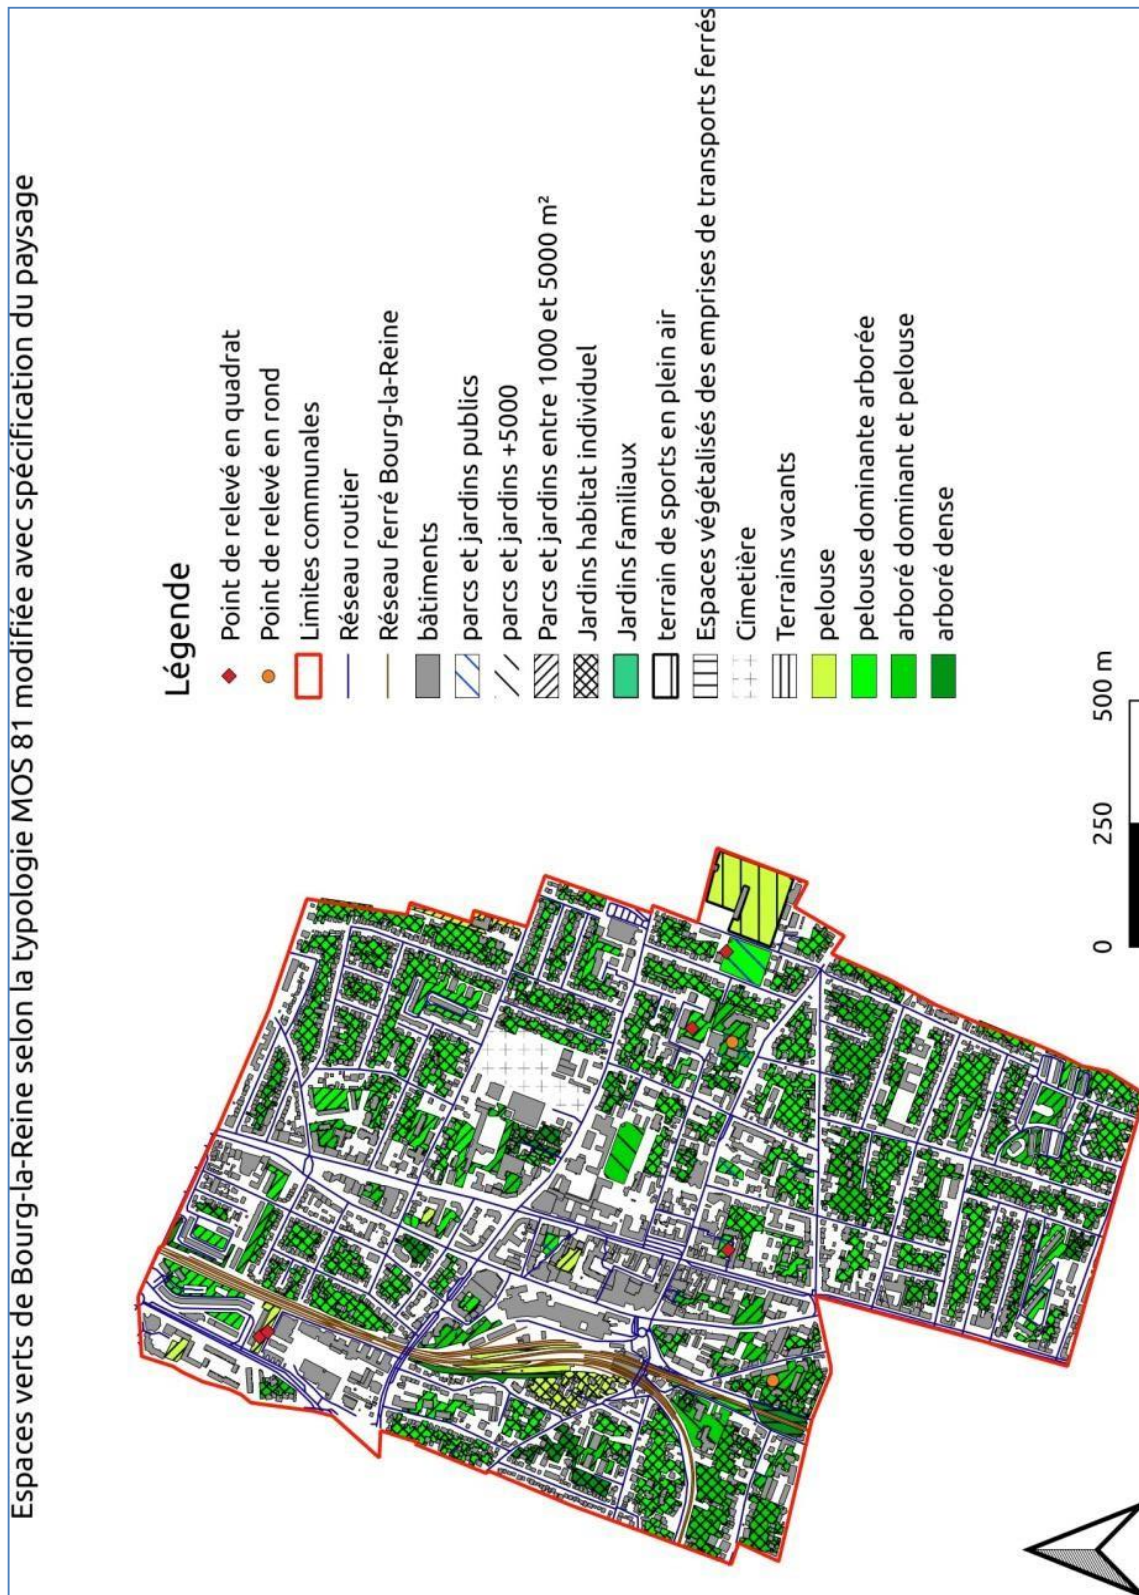 Espaces verts de Bourg-la-Reine selon la typologie MOS 81 modifiée avec spécification du paysage
Légende
Point de relevé en quadrat
Point de relevé en rond
Limites communales
Réseau routier
Réseau ferré Bourg-la-Reine
bâtiments
parcs et jardins publics
parcs et jardins +5000
Parcs et jardins entre 1000 et 5000 m²
Jardins habitat individuel
Jardins familiaux
terrain de sports en plein air
Espaces végétalisés des emprises de transports ferrés
Cimetière
Terrains vacants
pelouse
pelouse dominante arborée
arboré dominant et pelouse
arboré dense
0 250 500 m